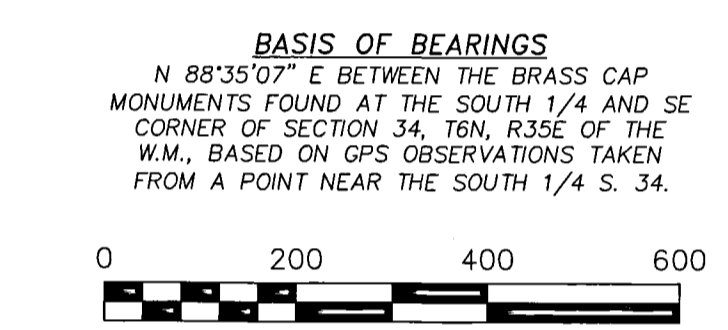 BASIS OF BEARINGS
N 88°35'07" E BETWEEN THE BRASS CAP
MONUMENTS FOUND AT THE SOUTH 1/4 AND SE
CORNER OF SECTION 34, T6N, R35E OF THE
W.M., BASED ON GPS OBSERVATIONS TAKEN
FROM A POINT NEAR THE SOUTH 1/4 S. 34.
0 200 400 600